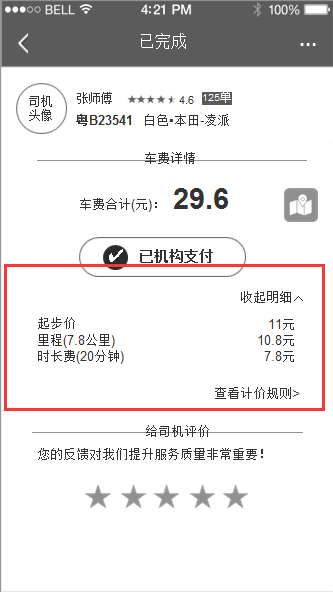 BELL 4:21 PM 100%
已完成
司机
头像
张师傅 4.6 125单
粤B23541 白色•本田-凌派
车费详情
车费合计(元)： 29.6
已机构支付
收起明细
起步价 11元
里程(7.8公里) 10.8元
时长费(20分钟) 7.8元
查看计价规则>
给司机评价
您的反馈对我们提升服务质量非常重要！